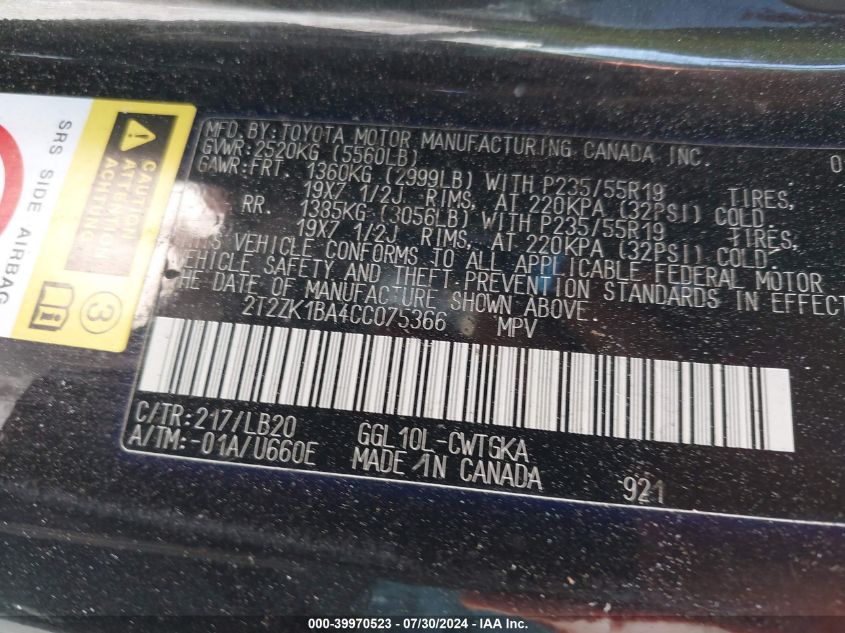 SRS SIDE AIRBAG
CAUTION
ATTENTION
ACHTUNG
3
MFD.BY: TOYOTA MOTOR MANUFACTURING CANADA INC.
GVWR: 2520KG (5560LB)
GAWR: FRT. 1360KG (2999LB) WITH P235/55R19 TIRES,
19X7 1/2J RIMS, AT 220KPA (32PSI) COLD
RR. 1385KG (3056LB) WITH P235/55R19 TIRES,
19X7 1/2J RIMS, AT 220KPA (32PSI) COLD.
THIS VEHICLE CONFORMS TO ALL APPLICABLE FEDERAL MOTOR
VEHICLE SAFETY AND THEFT PREVENTION STANDARDS IN EFFECT
THE DATE OF MANUFACTURE SHOWN ABOVE.
2T2ZK1BA4CC075366 MPV
C/TR: 217/LB20 GGL10L-CWTGKA
A/TM: -01A/U660E MADE IN CANADA 921
000-39970523 - 07/30/2024 - IAAI.com